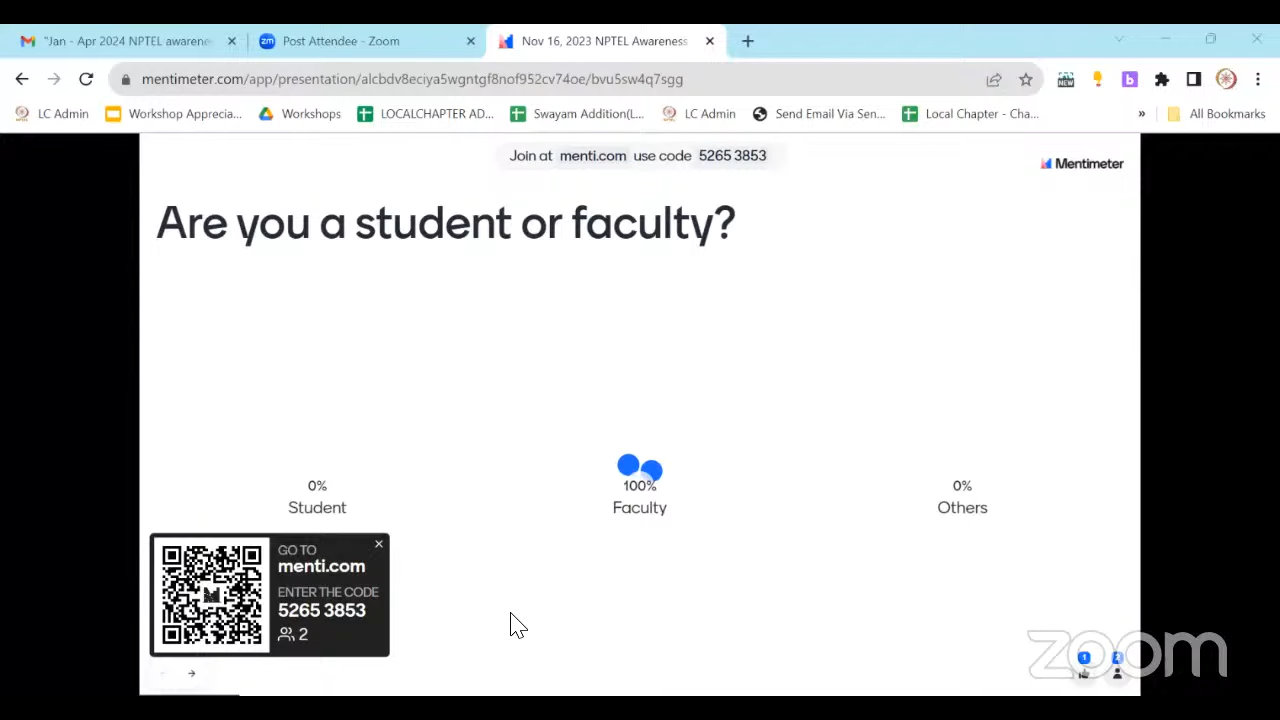 "Jan - Apr 2024 NPTEL awarene
zm Post Attendee - Zoom
Nov 16, 2023 NPTEL Awareness
mentimeter.com/app/presentation/alcbdv8eciya5wgntgf8nof952cv74oe/bvu5sw4q7sgg
NEW
b
LC Admin
Workshop Apprecia...
Workshops
LOCALCHAPTER AD...
Swayam Addition(L...
LC Admin
Send Email Via Sen...
Local Chapter - Cha...
»
All Bookmarks
Join at menti.com use code 5265 3853
Mentimeter
Are you a student or faculty?
0%
Student
100%
Faculty
0%
Others
GO TO
menti.com
ENTER THE CODE
5265 3853
2
zoom
1